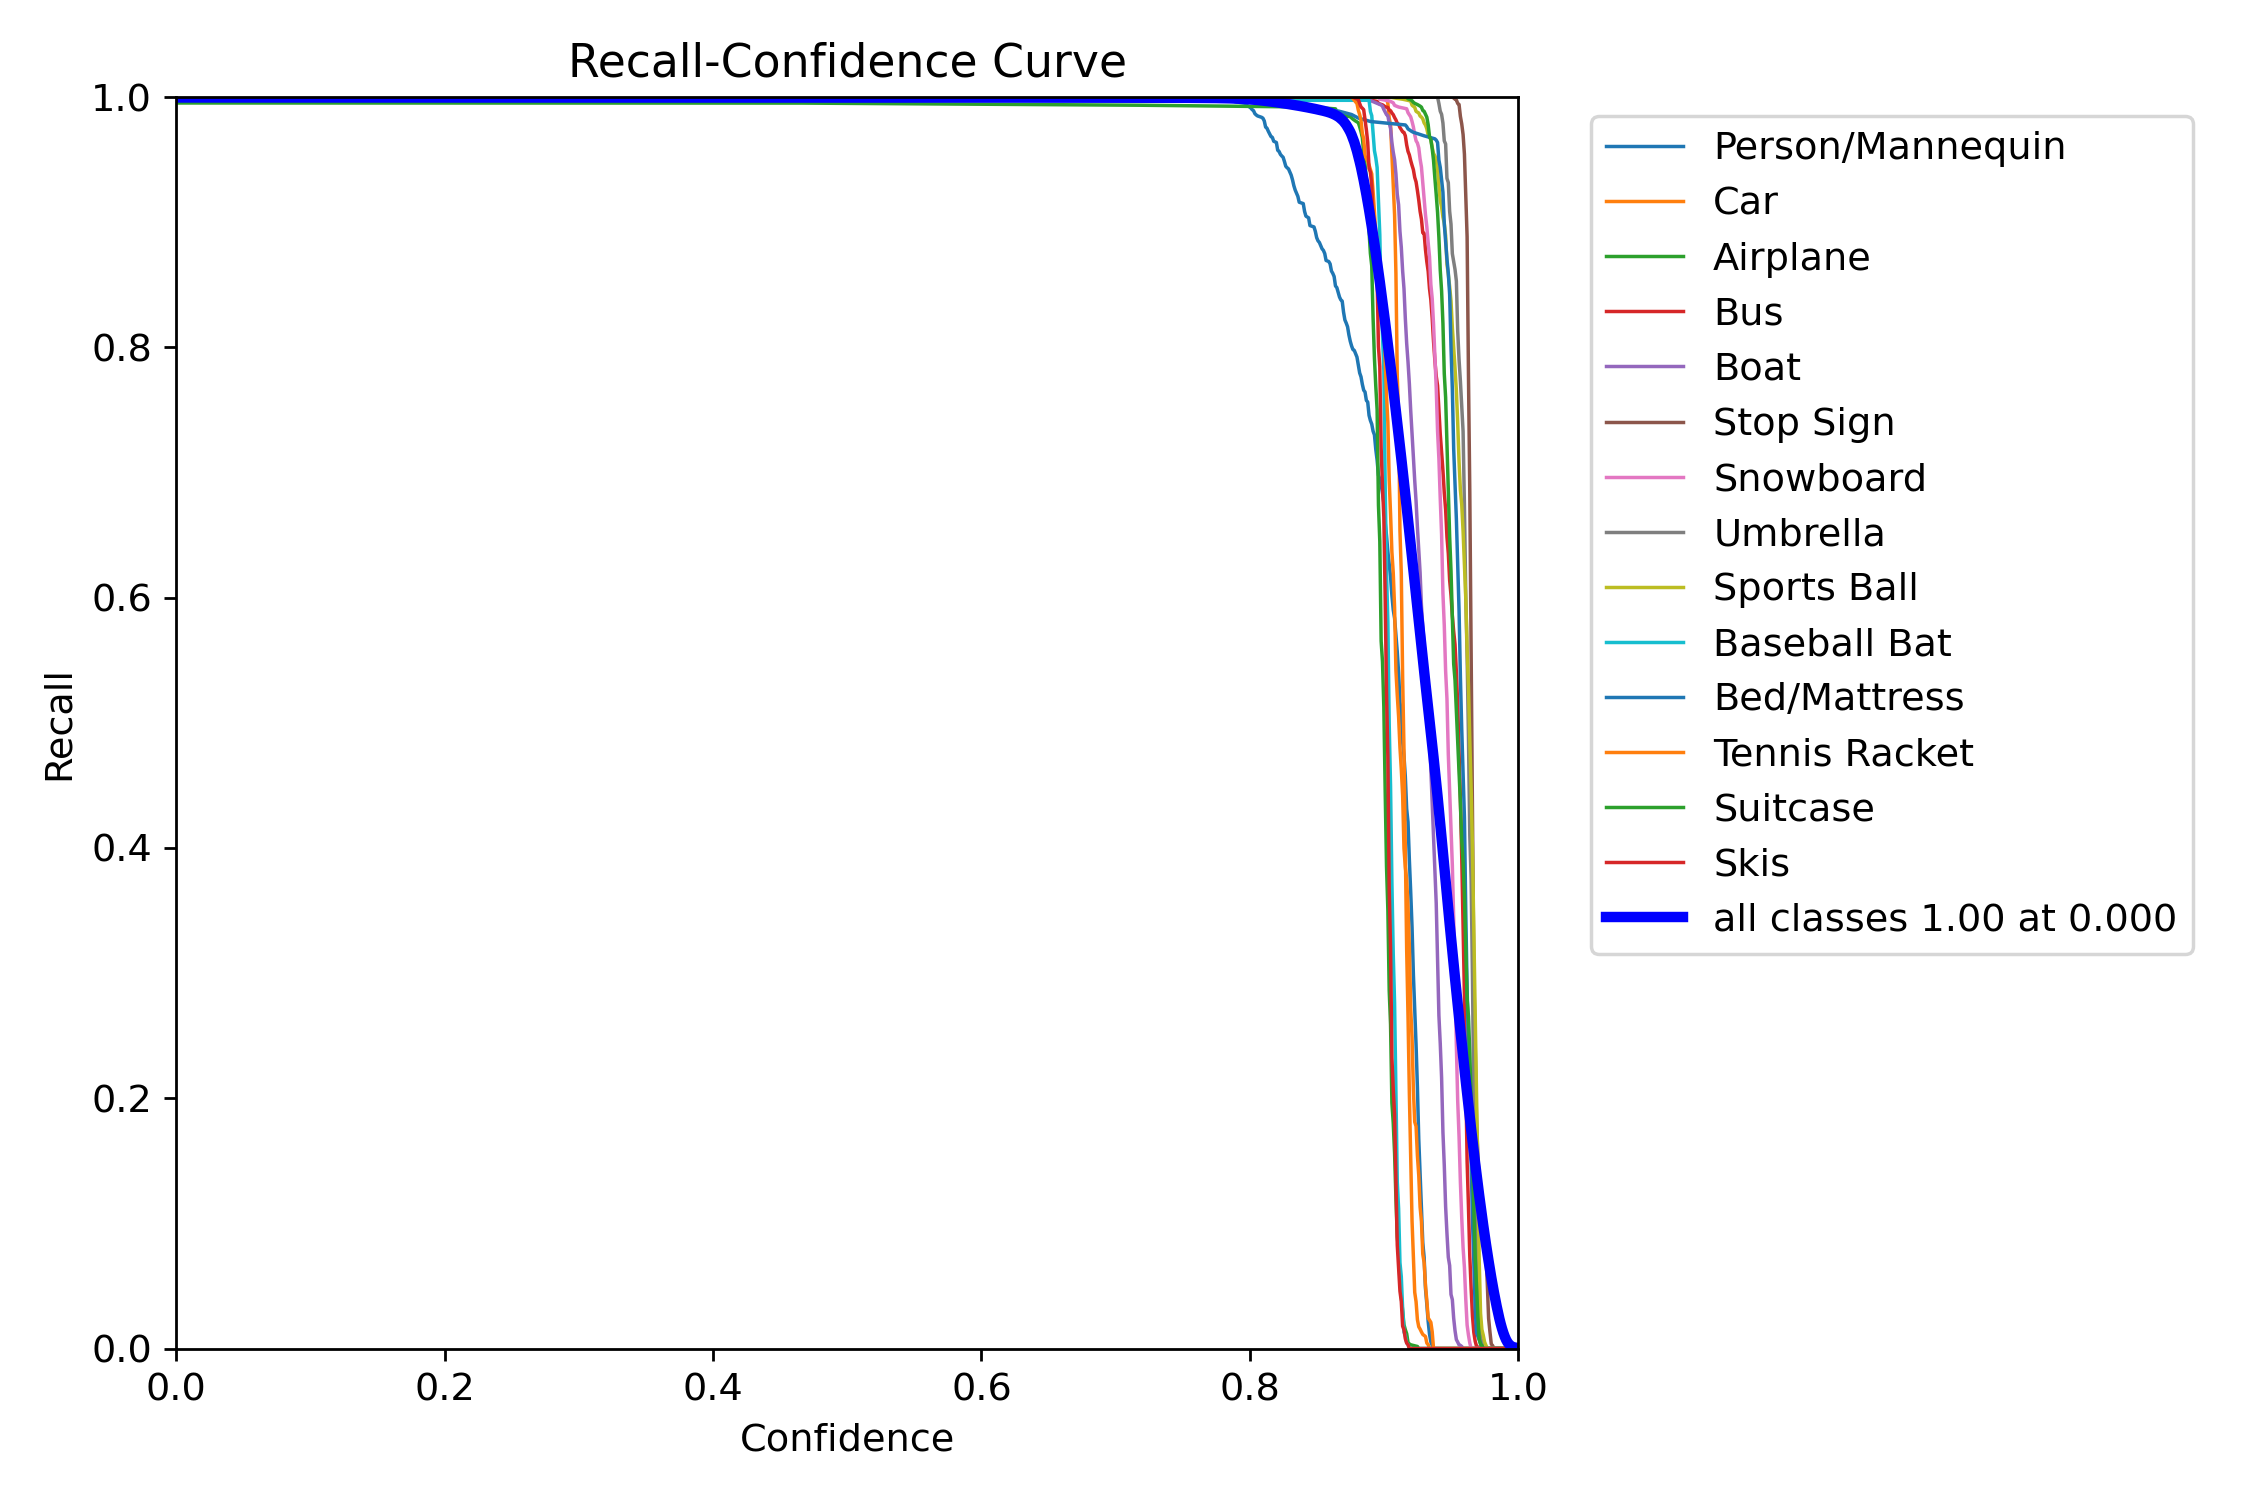 Recall-Confidence Curve
1.0
0.8
0.6
0.4
0.2
0.0
Recall
0.0 0.2 0.4 0.6 0.8 1.0
Confidence
Person/Mannequin
Car
Airplane
Bus
Boat
Stop Sign
Snowboard
Umbrella
Sports Ball
Baseball Bat
Bed/Mattress
Tennis Racket
Suitcase
Skis
all classes 1.00 at 0.000